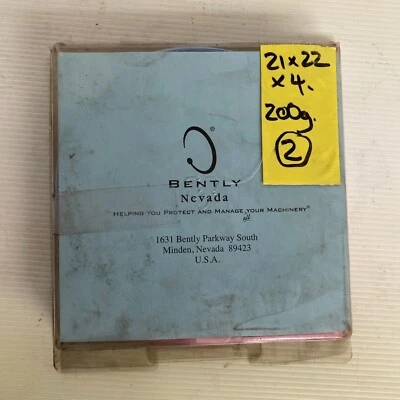 21x22
x 4.
200g.
2
®
BENTLY
Nevada
HELPING YOU PROTECT AND MANAGE YOUR MACHINERY®
1631 Bently Parkway South
Minden, Nevada 89423
U.S.A.